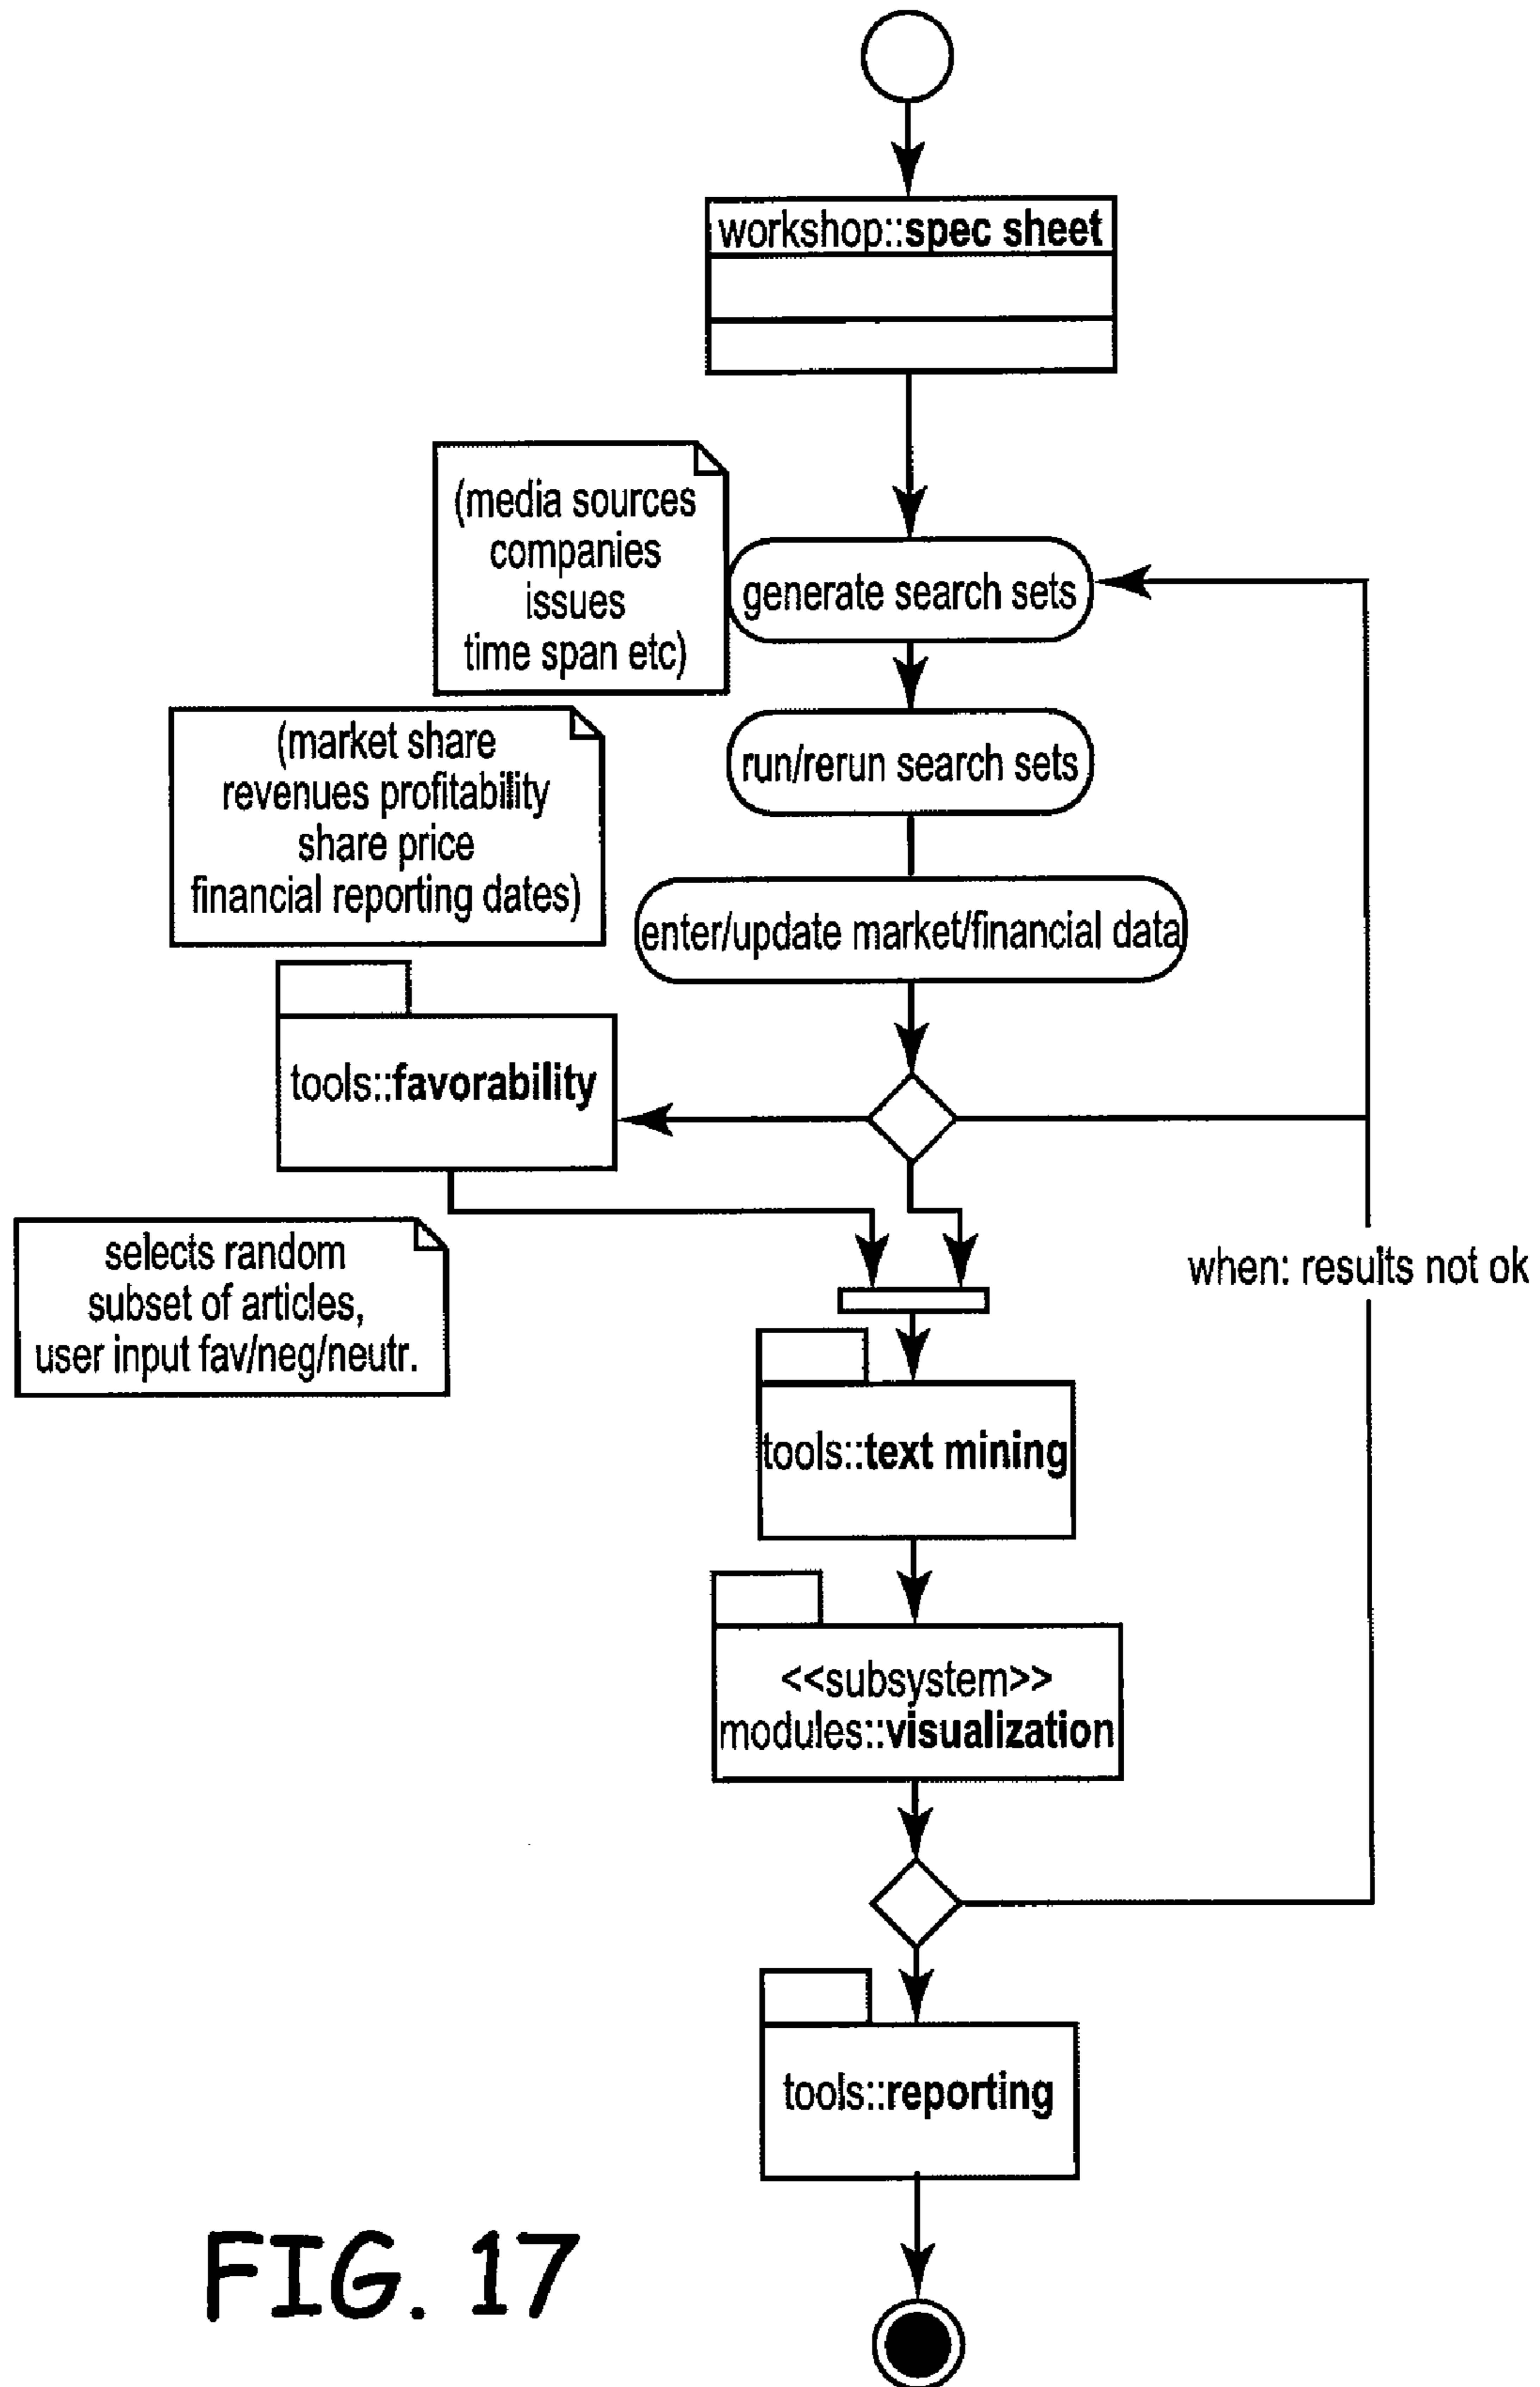 workshop::spec sheet
(media sources
companies
issues
time span etc)
generate search sets
(market share
revenues profitability
share price
financial reporting dates)
run/rerun search sets
enter/update market/financial data
tools::favorability
selects random
subset of articles,
user input fav/neg/neutr.
when: results not ok
tools::text mining
<<subsystem>>
modules::visualization
tools::reporting
FIG. 17